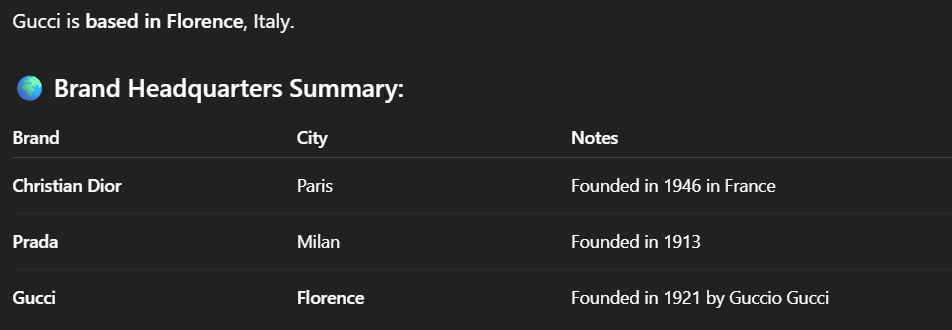 Gucci is based in Florence, Italy.
🌍 Brand Headquarters Summary:
Brand City Notes
Christian Dior Paris Founded in 1946 in France
Prada Milan Founded in 1913
Gucci Florence Founded in 1921 by Guccio Gucci